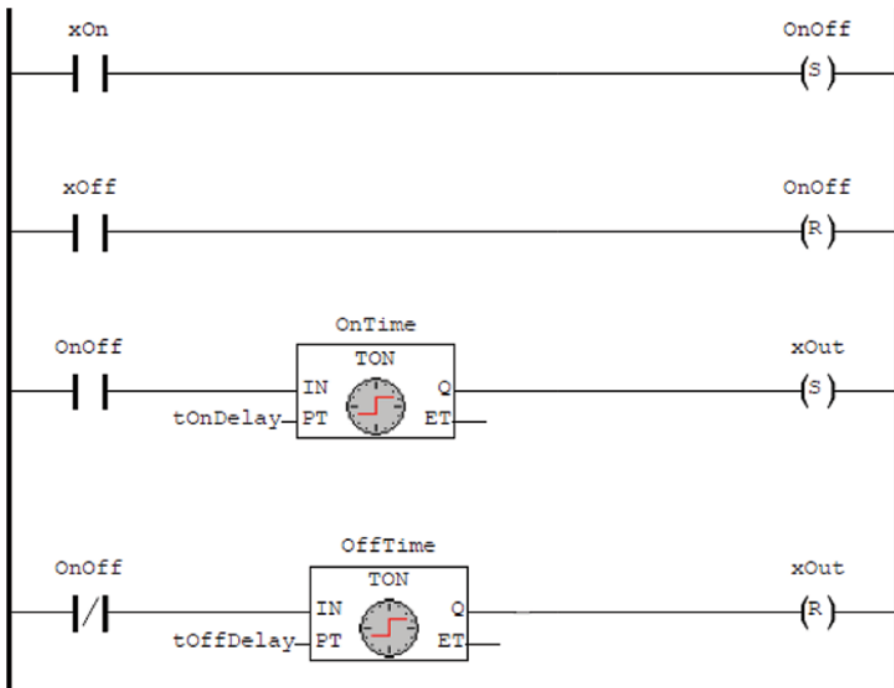 xOn OnOff
S
xOff OnOff
R
OnTime
OnOff TON xOut
IN Q S
tOnDelay PT ET
OffTime
OnOff TON xOut
IN Q R
tOffDelay PT ET